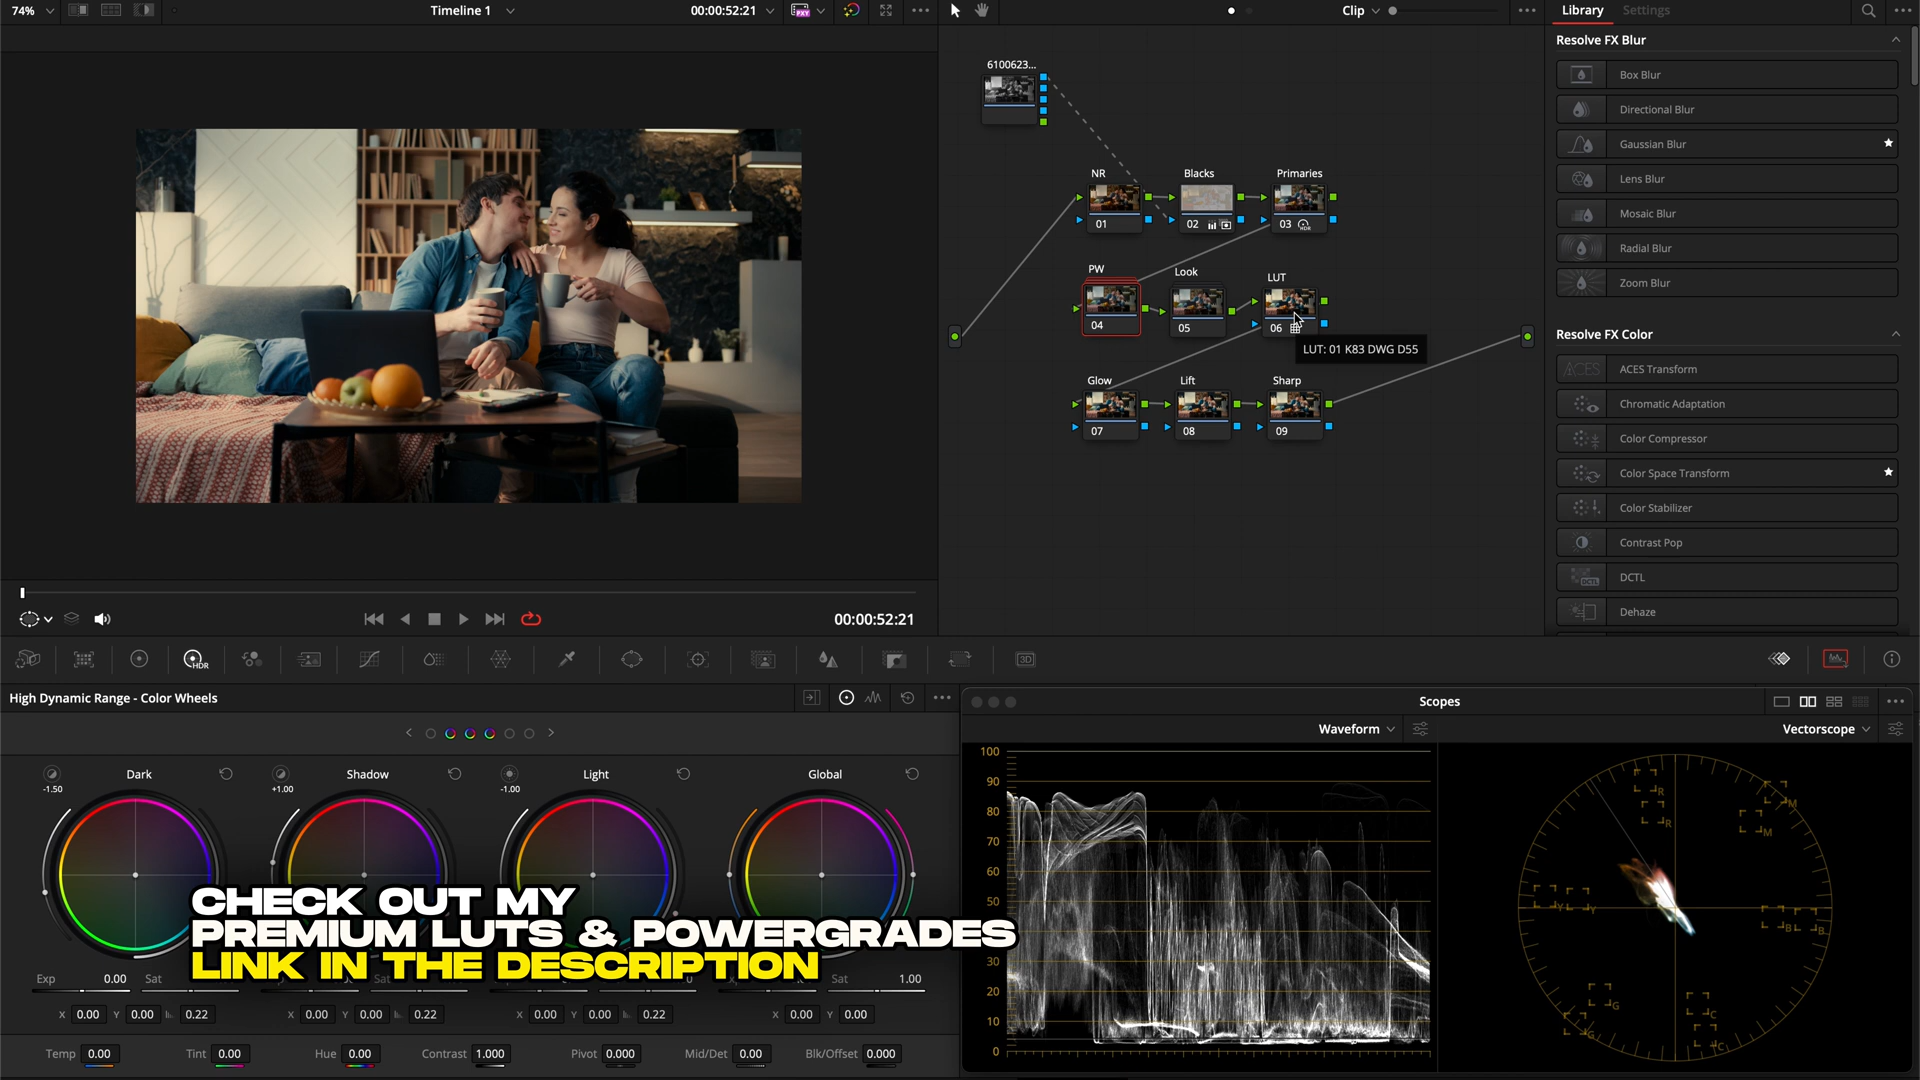 74%
Timeline 1
00:00:52:21
PXY
Clip
Library
Settings
6100623...
NR
Blacks
Primaries
01
02
03
HDR
PW
Look
LUT
04
05
06
LUT: 01 K83 DWG D55
Glow
Lift
Sharp
07
08
09
Resolve FX Blur
Box Blur
Directional Blur
Gaussian Blur
Lens Blur
Mosaic Blur
Radial Blur
Zoom Blur
Resolve FX Color
ACES Transform
Chromatic Adaptation
Color Compressor
Color Space Transform
Color Stabilizer
Contrast Pop
DCTL
Dehaze
00:00:52:21
HDR
3D
High Dynamic Range - Color Wheels
Dark
Shadow
Light
Global
-1.50
+1.00
-1.00
CHECK OUT MY
PREMIUM LUTS & POWERGRADES
LINK IN THE DESCRIPTION
Exp 0.00 Sat
Sat 1.00
X 0.00 Y 0.00 0.22
X 0.00 Y 0.00 0.22
X 0.00 Y 0.00 0.22
X 0.00 Y 0.00
Temp 0.00 Tint 0.00 Hue 0.00 Contrast 1.000 Pivot 0.000 Mid/Det 0.00 Blk/Offset 0.000
Scopes
Waveform
Vectorscope
100
90
80
70
60
50
40
30
20
10
0
R
R
M
M
Y
Y
B
B
G
G
C
C